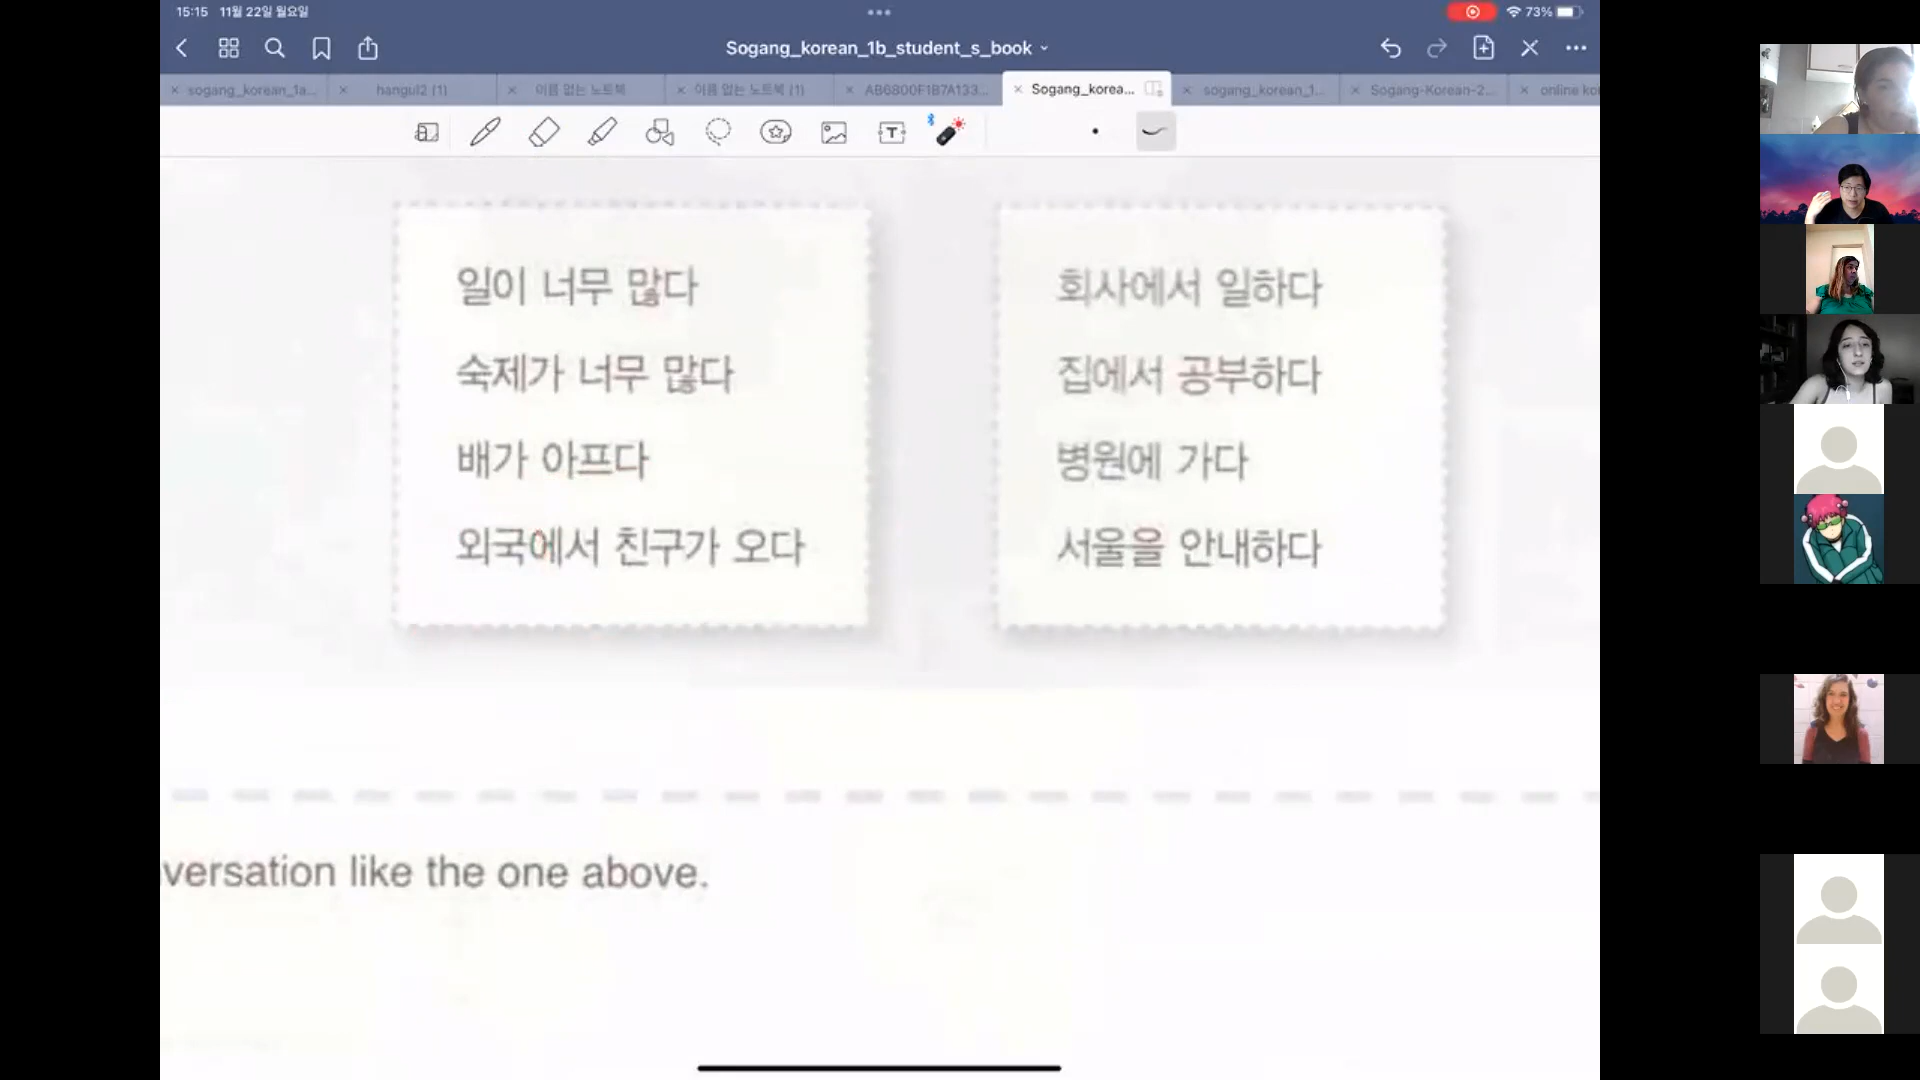 15:15 11월 22일 월요일
73%
Sogang_korean_1b_student_s_book
sogang_korean_1a...
hangul2 (1)
이름 없는 노트북
이름 없는 노트북 (1)
AB6800F1B7A133...
Sogang_korea...
sogang_korean_1...
Sogang-Korean-2...
online ko
일이 너무 많다
숙제가 너무 많다
배가 아프다
외국에서 친구가 오다
회사에서 일하다
집에서 공부하다
병원에 가다
서울을 안내하다
versation like the one above.